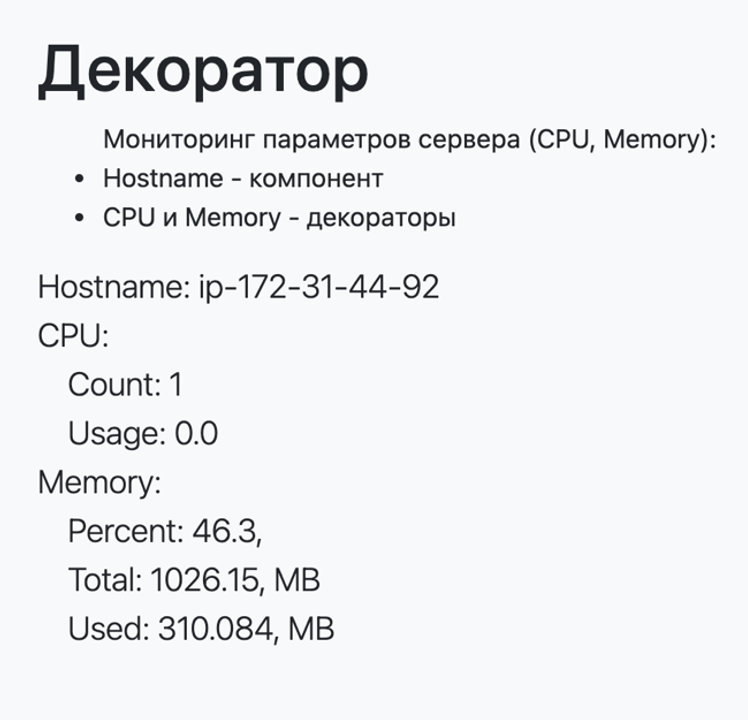 Декоратор
Мониторинг параметров сервера (CPU, Memory):
• Hostname - компонент
• CPU и Memory - декораторы
Hostname: ip-172-31-44-92
CPU:
Count: 1
Usage: 0.0
Memory:
Percent: 46.3,
Total: 1026.15, MB
Used: 310.084, MB